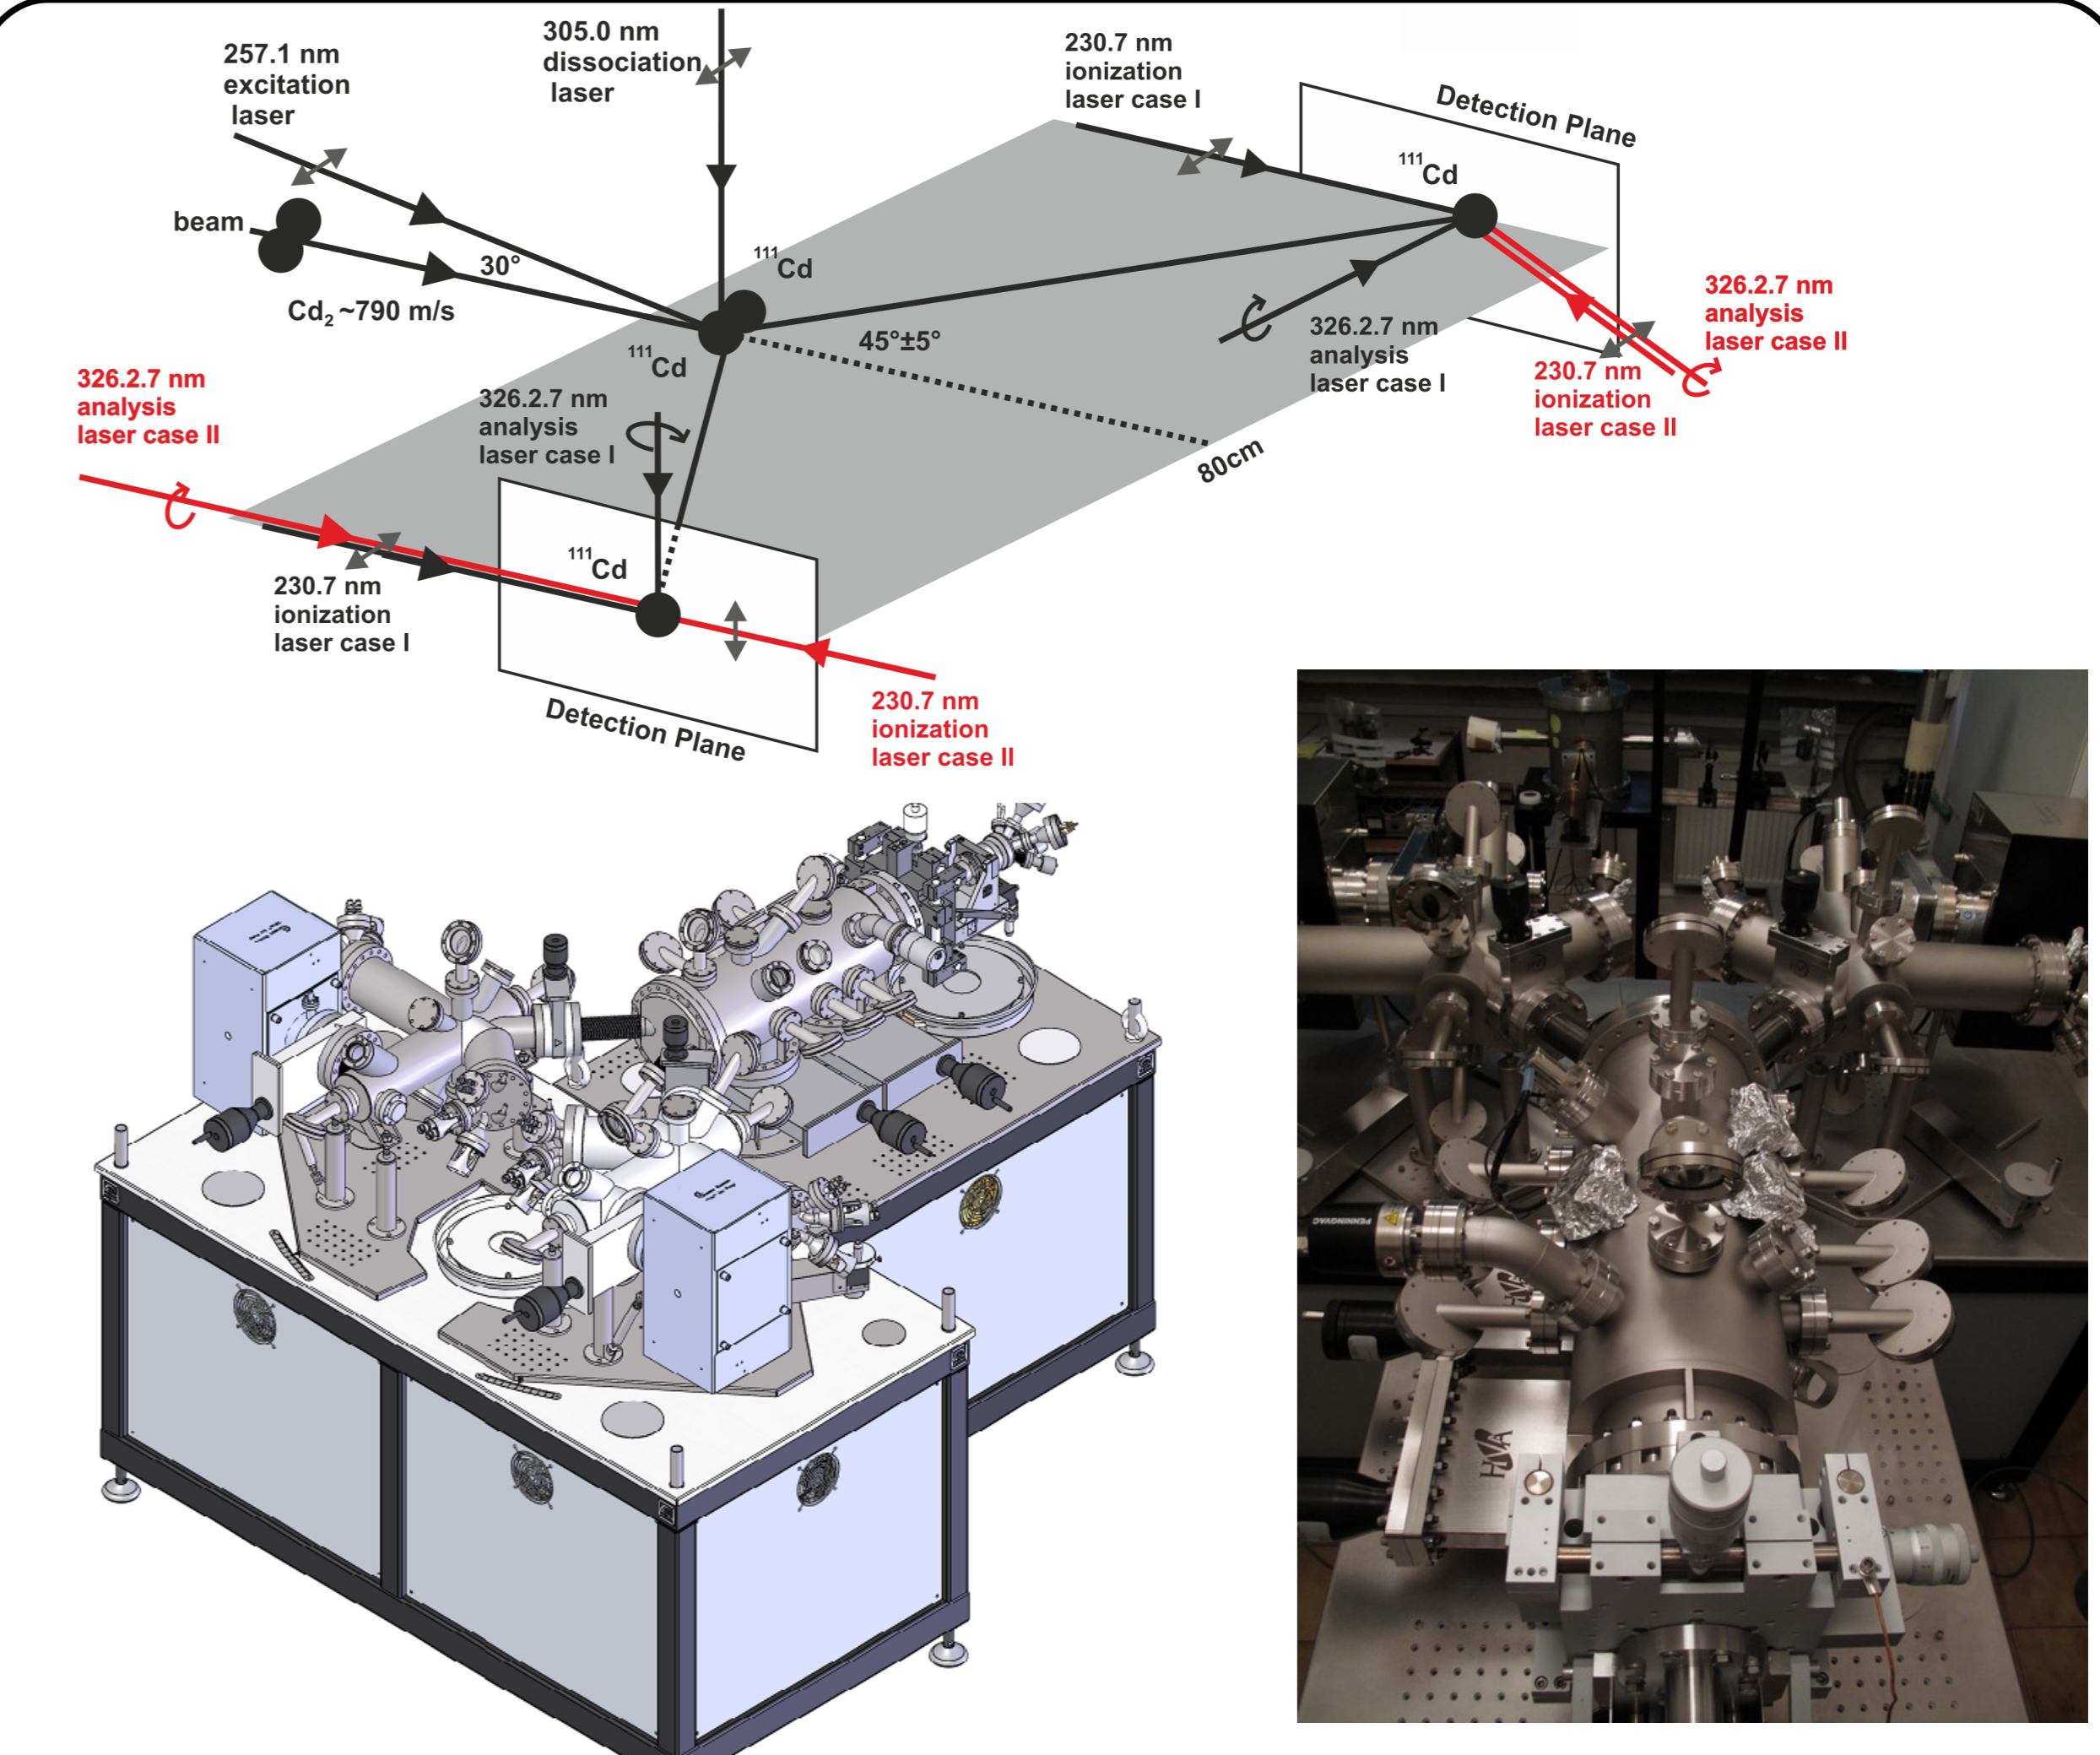 257.1 nm
excitation
laser
305.0 nm
dissociation
laser
230.7 nm
ionization
laser case I
Detection Plane
beam
30°
Cd2 ~790 m/s
111Cd
111Cd
111Cd
45°±5°
80cm
326.2.7 nm
analysis
laser case I
326.2.7 nm
analysis
laser case II
230.7 nm
ionization
laser case II
326.2.7 nm
analysis
laser case II
326.2.7 nm
analysis
laser case I
111Cd
230.7 nm
ionization
laser case I
Detection Plane
230.7 nm
ionization
laser case II
PENNINGVAC
HVA
HVA